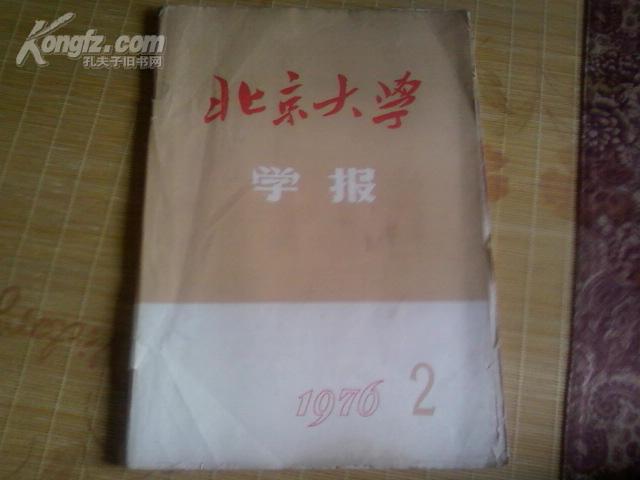 Kongfz.com
孔夫子旧书网
北京大学
学报
1976 2